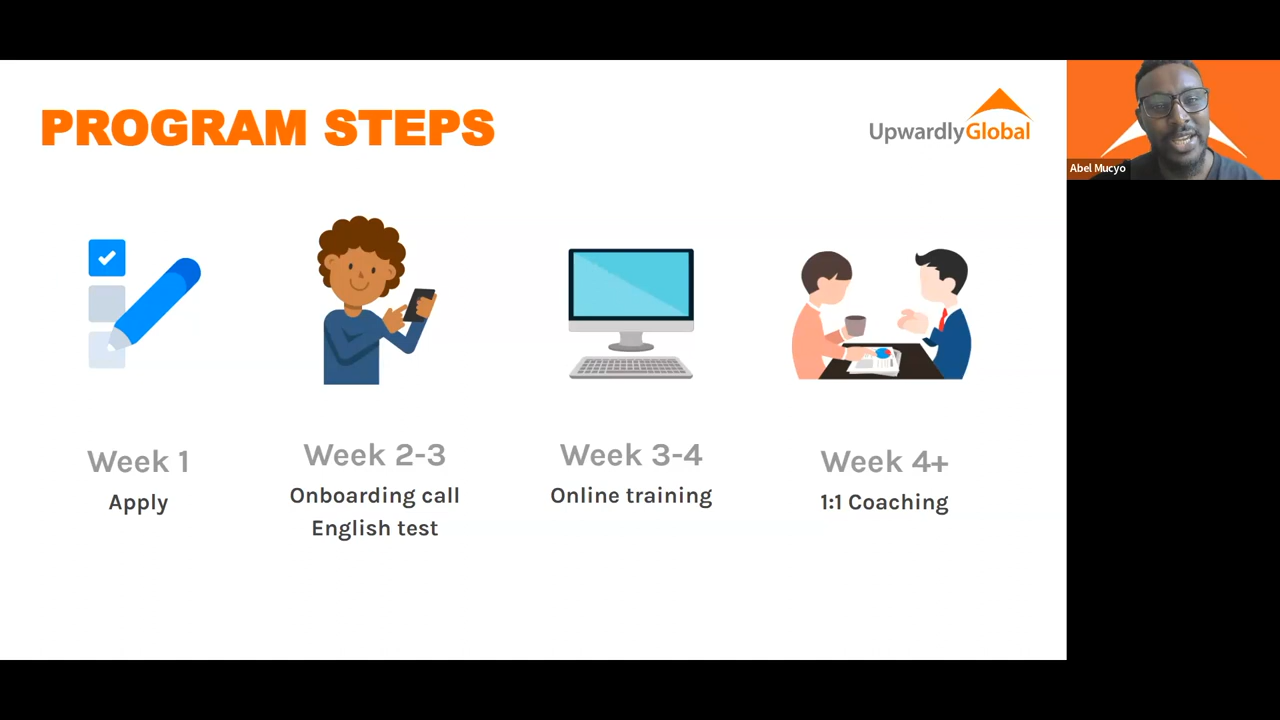 PROGRAM STEPS
UpwardlyGlobal
Abel Mucyo
Week 1
Apply
Week 2-3
Onboarding call
English test
Week 3-4
Online training
Week 4+
1:1 Coaching